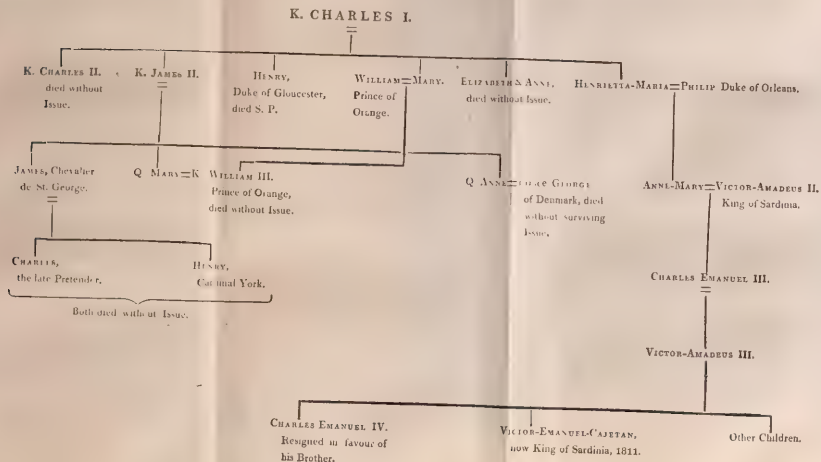 K. CHARLES I.
K. CHARLES II.
died without
Issue.
K. JAMES II.
HENRY,
Duke of Gloucester,
died S. P.
WILLIAM=MARY.
Prince of
Orange.
ELIZABETH & ANNE,
died without Issue.
HENRIETTA-MARIA=PHILIP Duke of Orleans.
JAMES, Chevalier
de St. George.
Q MARY=K WILLIAM III.
Prince of Orange,
died without Issue.
Q ANNE= GEORGE
of Denmark, died
without surviving
Issue.
ANNE-MARY=VICTOR-AMADEUS II.
King of Sardinia.
CHARLES,
the late Pretender.
HENRY,
Cardinal York.
Both died without Issue.
CHARLES EMANUEL III.
VICTOR-AMADEUS III.
CHARLES EMANUEL IV.
Resigned in favour of
his Brother.
VICTOR-EMANUEL-CAJETAN,
now King of Sardinia, 1811.
Other Children.